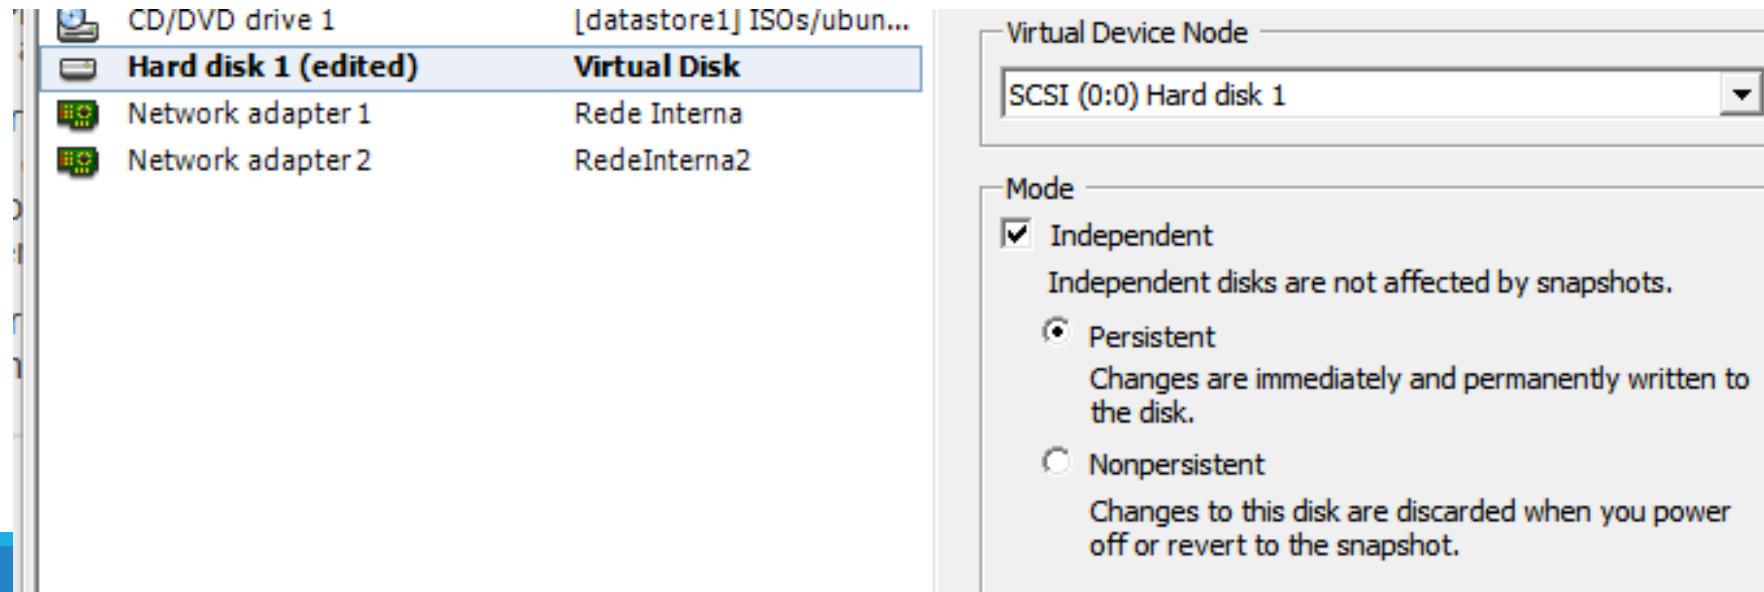 CD/DVD drive 1 [datastore1] ISOs/ubun...
Hard disk 1 (edited) Virtual Disk
Network adapter 1 Rede Interna
Network adapter 2 RedeInterna2
Virtual Device Node
SCSI (0:0) Hard disk 1
Mode
Independent
Independent disks are not affected by snapshots.
Persistent
Changes are immediately and permanently written to
the disk.
Nonpersistent
Changes to this disk are discarded when you power
off or revert to the snapshot.